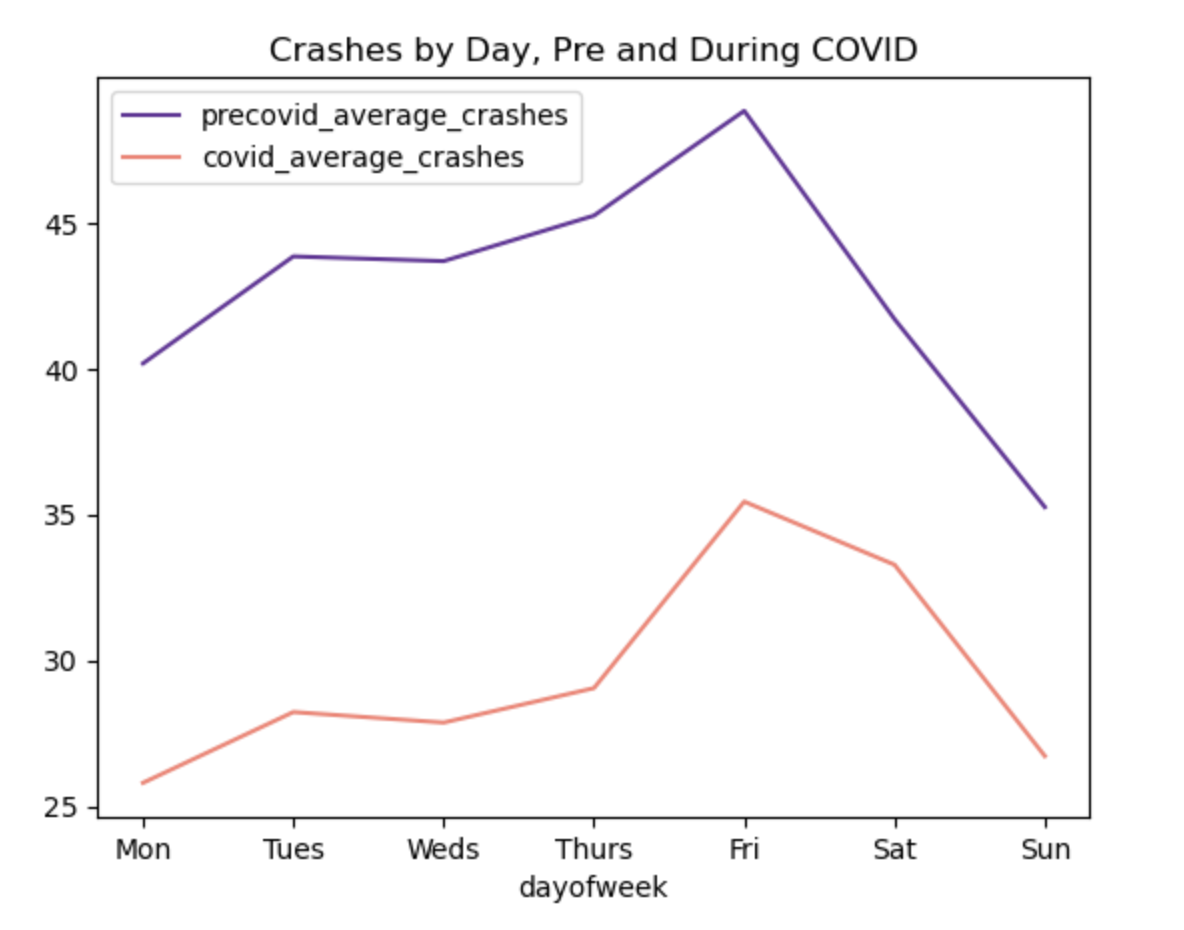 Crashes by Day, Pre and During COVID
precovid_average_crashes
covid_average_crashes
45
40
35
30
25
Mon Tues Weds Thurs Fri Sat Sun
dayofweek